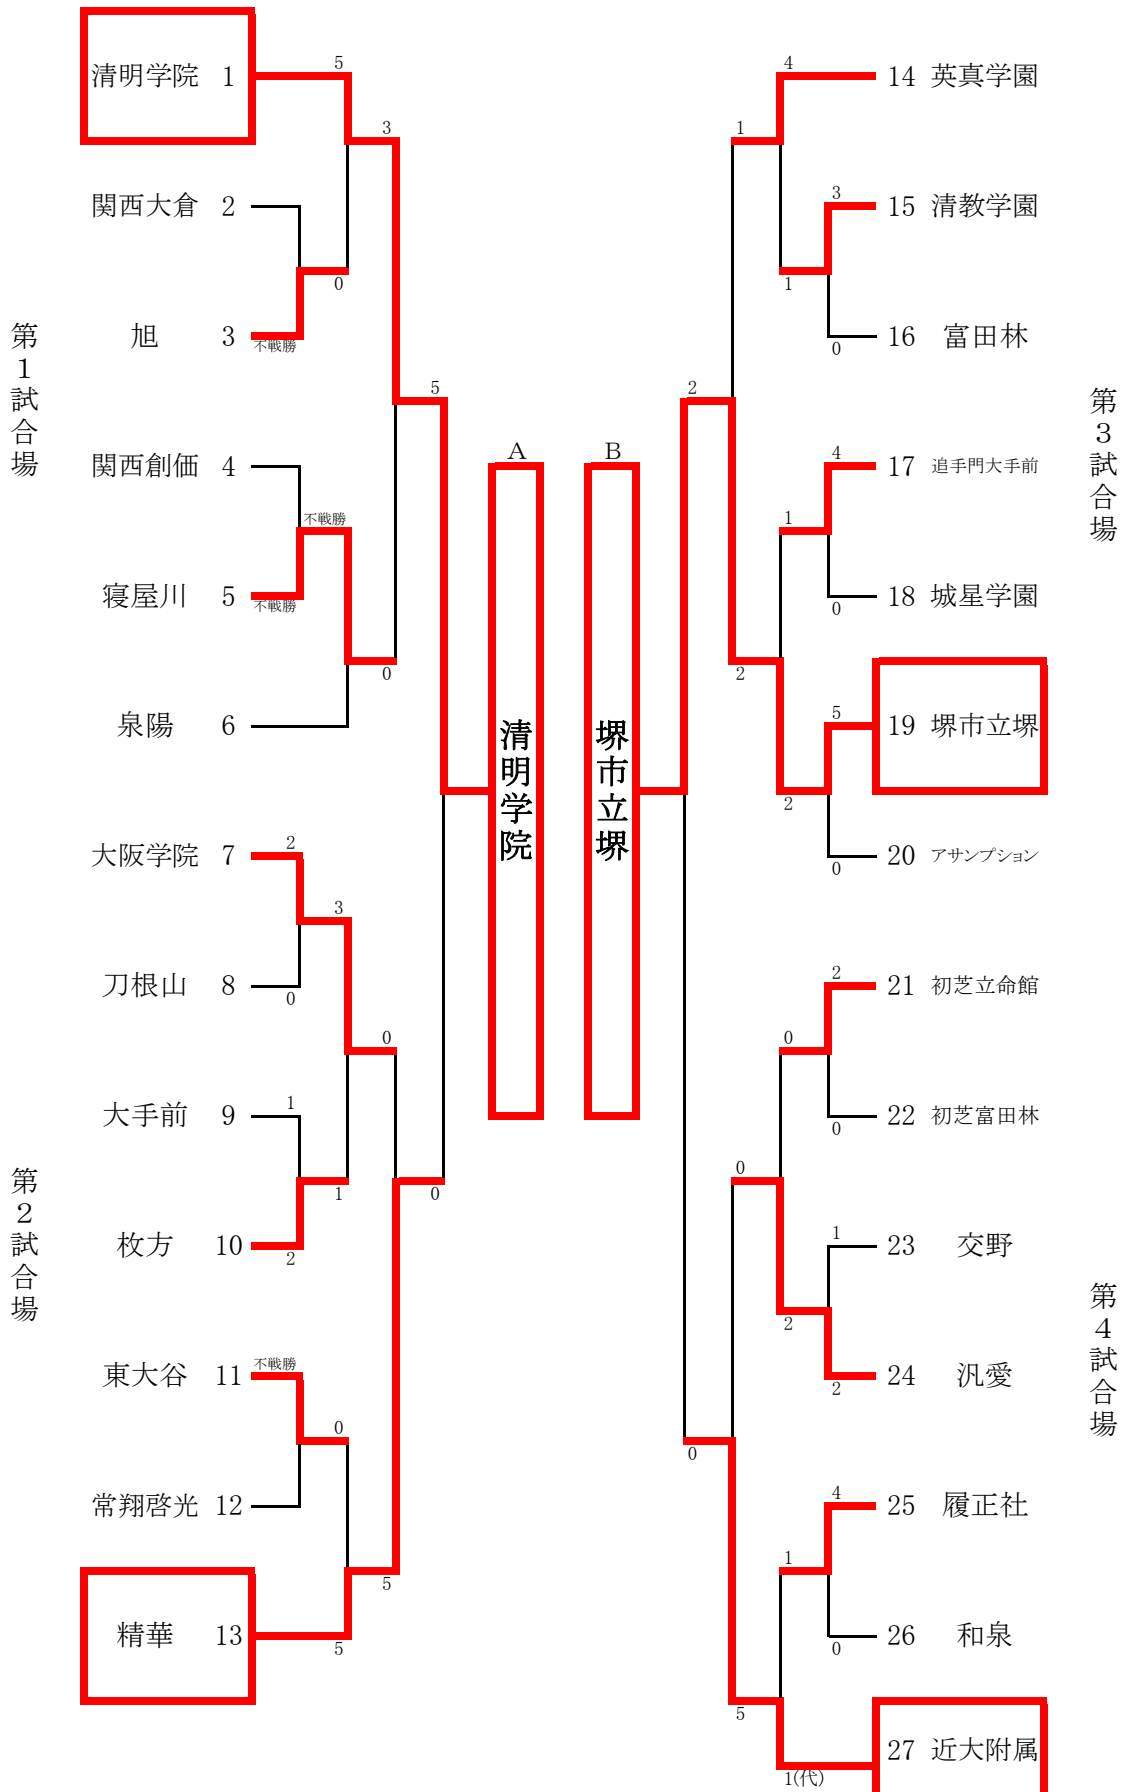 第1試合場
清明学院 1
5
3
関西大倉 2
0
旭 3
不戦勝
5
関西創価 4
不戦勝
寝屋川 5
不戦勝
0
泉陽 6
大阪学院 7
2
3
刀根山 8
0
0
大手前 9
1
1
0
枚方 10
2
第2試合場
東大谷 11
不戦勝
0
常翔啓光 12
5
精華 13
5
A
清明学院
B
堺市立堺
第3試合場
4
14 英真学園
1
3
15 清教学園
1
0
16 富田林
2
4
17 追手門大手前
1
0
18 城星学園
2
5
19 堺市立堺
2
0
20 アサンプション
2
21 初芝立命館
0
0
22 初芝富田林
0
1
23 交野
2
2
24 汎愛
第4試合場
0
4
25 履正社
1
0
26 和泉
5
27 近大附属
1(代)